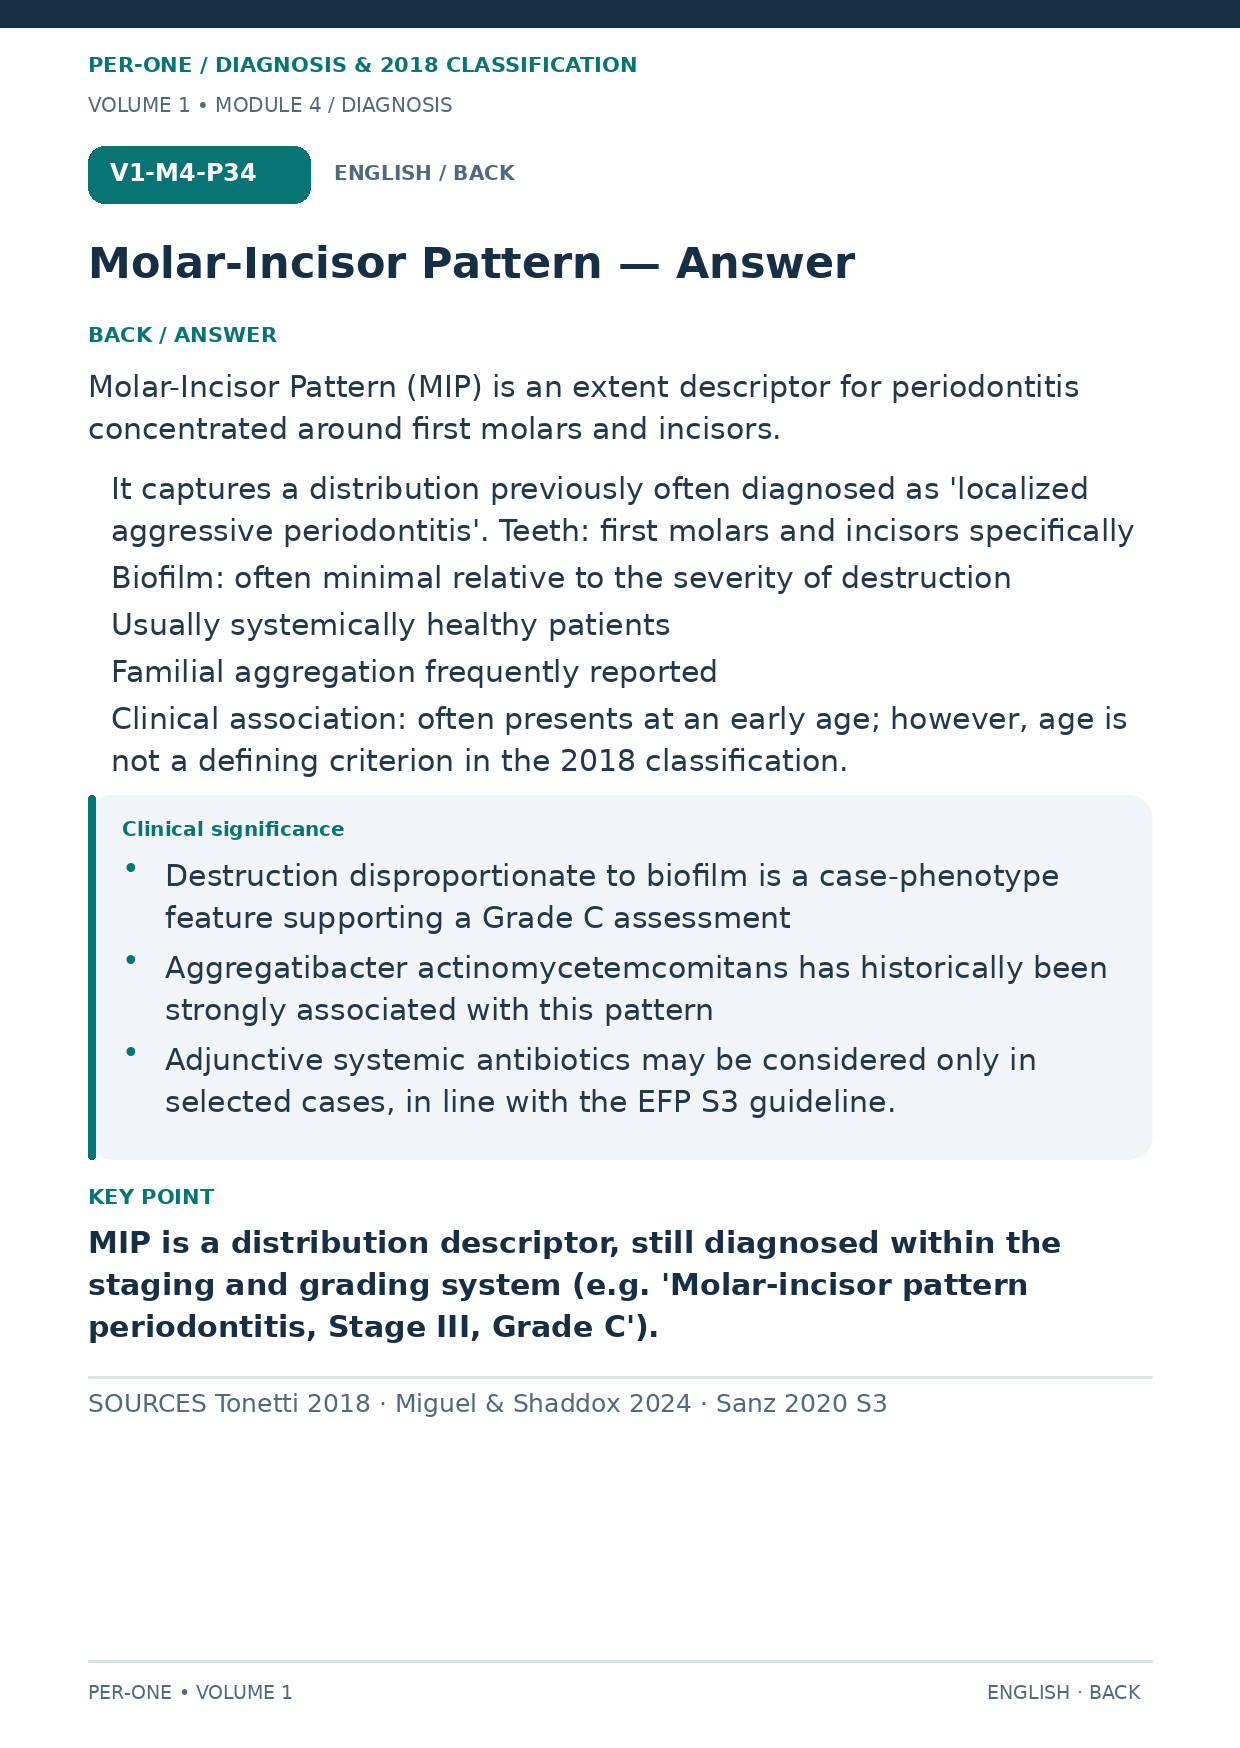 PER-ONE / DIAGNOSIS & 2018 CLASSIFICATION
VOLUME 1 • MODULE 4 / DIAGNOSIS
V1-M4-P34
ENGLISH / BACK
Molar-Incisor Pattern — Answer
BACK / ANSWER
Molar-Incisor Pattern (MIP) is an extent descriptor for periodontitis
concentrated around first molars and incisors.
It captures a distribution previously often diagnosed as 'localized
aggressive periodontitis'. Teeth: first molars and incisors specifically
Biofilm: often minimal relative to the severity of destruction
Usually systemically healthy patients
Familial aggregation frequently reported
Clinical association: often presents at an early age; however, age is
not a defining criterion in the 2018 classification.
Clinical significance
• Destruction disproportionate to biofilm is a case-phenotype
feature supporting a Grade C assessment
• Aggregatibacter actinomycetemcomitans has historically been
strongly associated with this pattern
• Adjunctive systemic antibiotics may be considered only in
selected cases, in line with the EFP S3 guideline.
KEY POINT
MIP is a distribution descriptor, still diagnosed within the
staging and grading system (e.g. 'Molar-incisor pattern
periodontitis, Stage III, Grade C').
SOURCES Tonetti 2018 · Miguel & Shaddox 2024 · Sanz 2020 S3
PER-ONE • VOLUME 1
ENGLISH · BACK